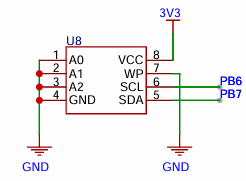 3V3
U8
1 A0 VCC 8
2 A1 WP 7
3 A2 SCL 6 PB6
4 GND SDA 5 PB7
GND GND